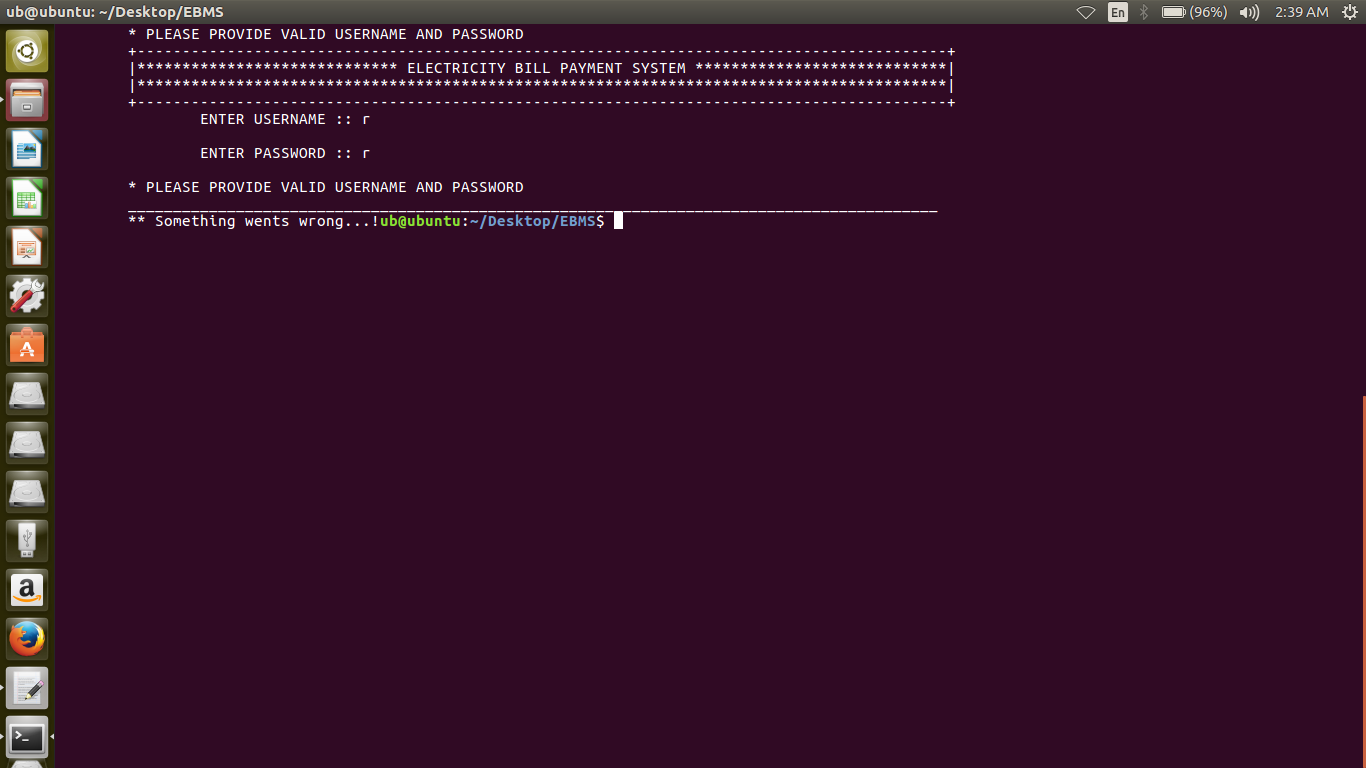 ub@ubuntu: ~/Desktop/EBMS En (96%) 2:39 AM
* PLEASE PROVIDE VALID USERNAME AND PASSWORD
+------------------------------------------------------------------------------------------+
|***************************** ELECTRICITY BILL PAYMENT SYSTEM ****************************|
|******************************************************************************************|
+------------------------------------------------------------------------------------------+
ENTER USERNAME :: r
ENTER PASSWORD :: r
* PLEASE PROVIDE VALID USERNAME AND PASSWORD
__________________________________________________________________________________________
** Something wents wrong...!ub@ubuntu:~/Desktop/EBMS$